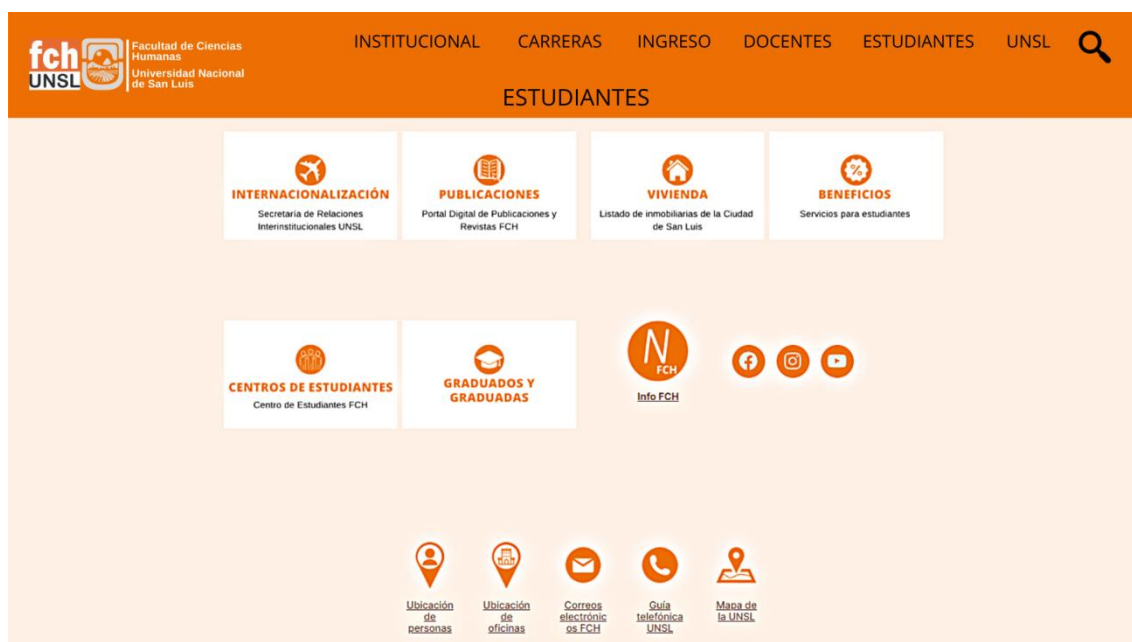 fch
UNSL
Facultad de Ciencias
Humanas
Universidad Nacional
de San Luis
INSTITUCIONAL CARRERAS INGRESO DOCENTES ESTUDIANTES UNSL
ESTUDIANTES
INTERNACIONALIZACIÓN
Secretaría de Relaciones
Interinstitucionales UNSL
PUBLICACIONES
Portal Digital de Publicaciones y
Revistas FCH
VIVIENDA
Listado de inmobiliarias de la Ciudad
de San Luis
BENEFICIOS
Servicios para estudiantes
CENTROS DE ESTUDIANTES
Centro de Estudiantes FCH
GRADUADOS Y
GRADUADAS
N
FCH
Info FCH
Ubicación
de
personas
Ubicación
de
oficinas
Correos
electrónic
os FCH
Guía
telefónica
UNSL
Mapa de
la UNSL